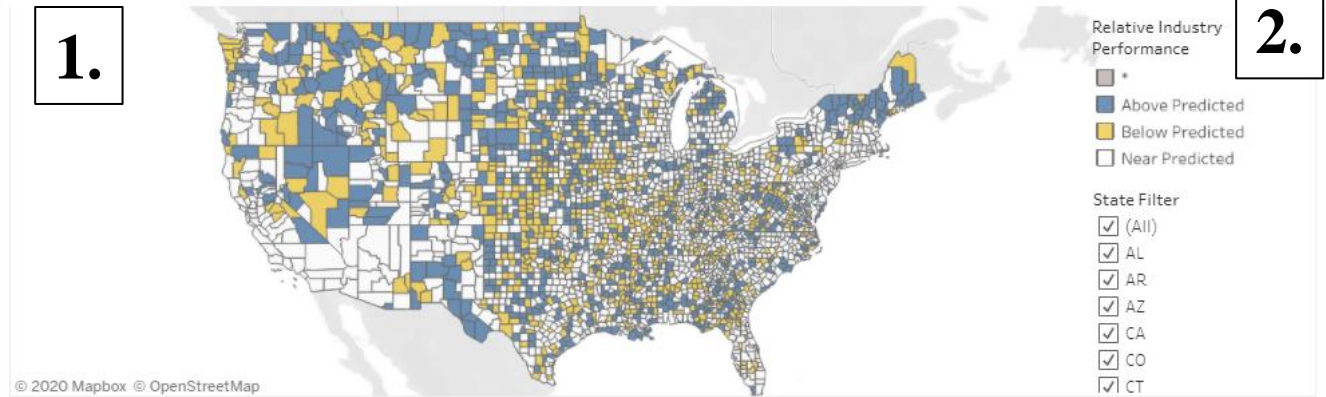 1.
2.
Relative Industry
Performance
*
Above Predicted
Below Predicted
Near Predicted
State Filter
(All)
AL
AR
AZ
CA
CO
CT
© 2020 Mapbox © OpenStreetMap